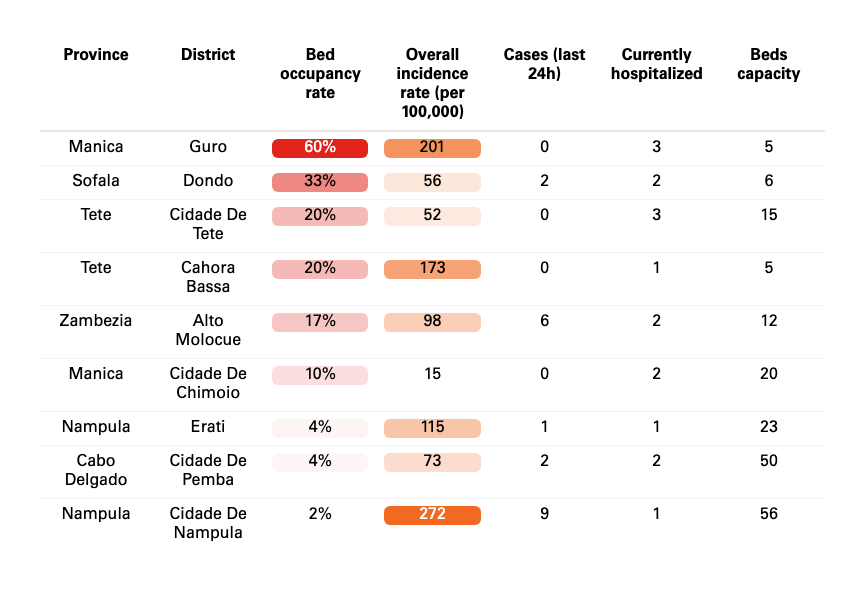 Province District Bed occupancy rate Overall incidence rate (per 100,000) Cases (last 24h) Currently hospitalized Beds capacity
Manica Guro 60% 201 0 3 5
Sofala Dondo 33% 56 2 2 6
Tete Cidade De Tete 20% 52 0 3 15
Tete Cahora Bassa 20% 173 0 1 5
Zambezia Alto Molocue 17% 98 6 2 12
Manica Cidade De Chimoio 10% 15 0 2 20
Nampula Erati 4% 115 1 1 23
Cabo Delgado Cidade De Pemba 4% 73 2 2 50
Nampula Cidade De Nampula 2% 272 9 1 56